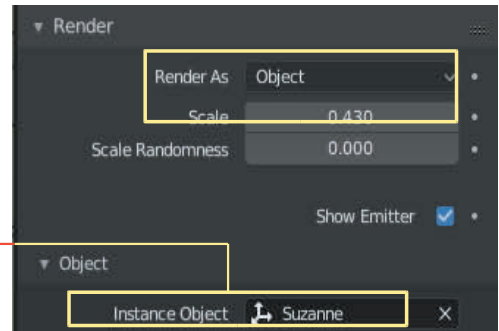 Render
Render As Object
Scale 0.430
Scale Randomness 0.000
Show Emitter
Object
Instance Object Suzanne